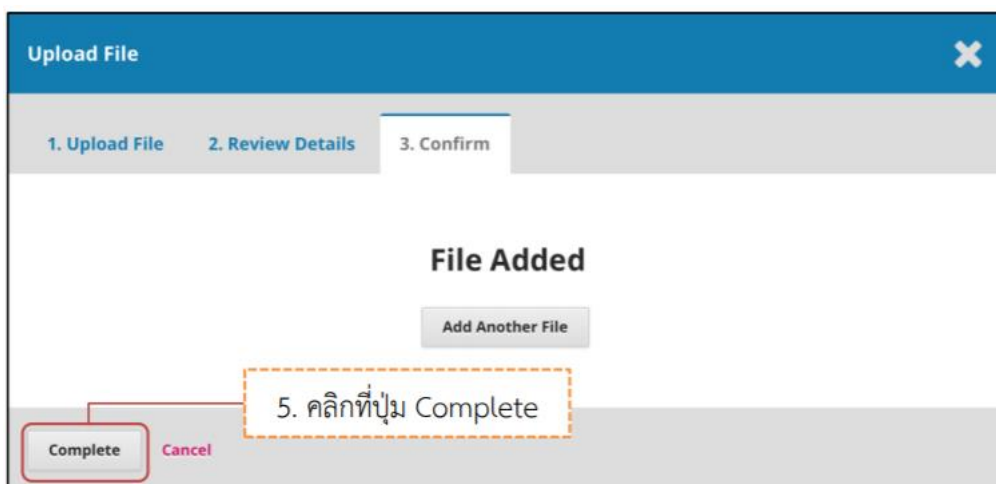 Upload File
1. Upload File 2. Review Details 3. Confirm
File Added
Add Another File
5. คลิกที่ปุ่ม Complete
Complete Cancel